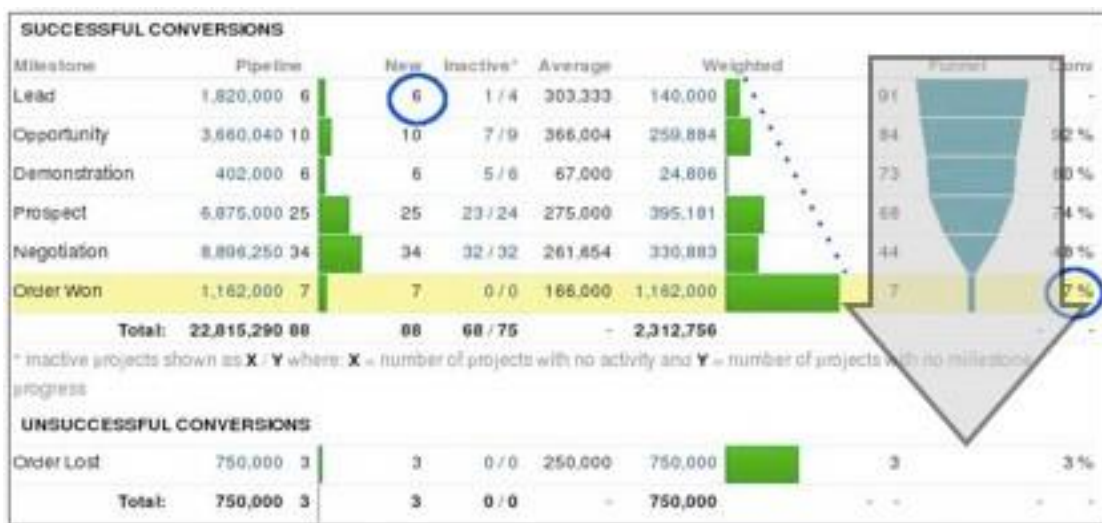 SUCCESSFUL CONVERSIONS
Milestone Pipeline New Inactive* Average Weighted Funnel Conv
Lead 1,820,000 6 6 1/4 303,333 140,000 91 -
Opportunity 3,660,040 10 10 7/9 366,004 259,884 84 92 %
Demonstration 402,000 6 6 5/6 67,000 24,806 73 80 %
Prospect 6,875,000 25 25 23/24 275,000 395,181 68 74 %
Negotiation 8,896,250 34 34 32/32 261,654 330,883 44 48 %
Order Won 1,162,000 7 7 0/0 166,000 1,162,000 7 7 %
Total: 22,815,290 88 88 68/75 - 2,312,756 - -
* inactive projects shown as X / Y where: X = number of projects with no activity and Y = number of projects with no milestone
progress
UNSUCCESSFUL CONVERSIONS
Order Lost 750,000 3 3 0/0 250,000 750,000 3 3 %
Total: 750,000 3 3 0/0 - 750,000 - - -